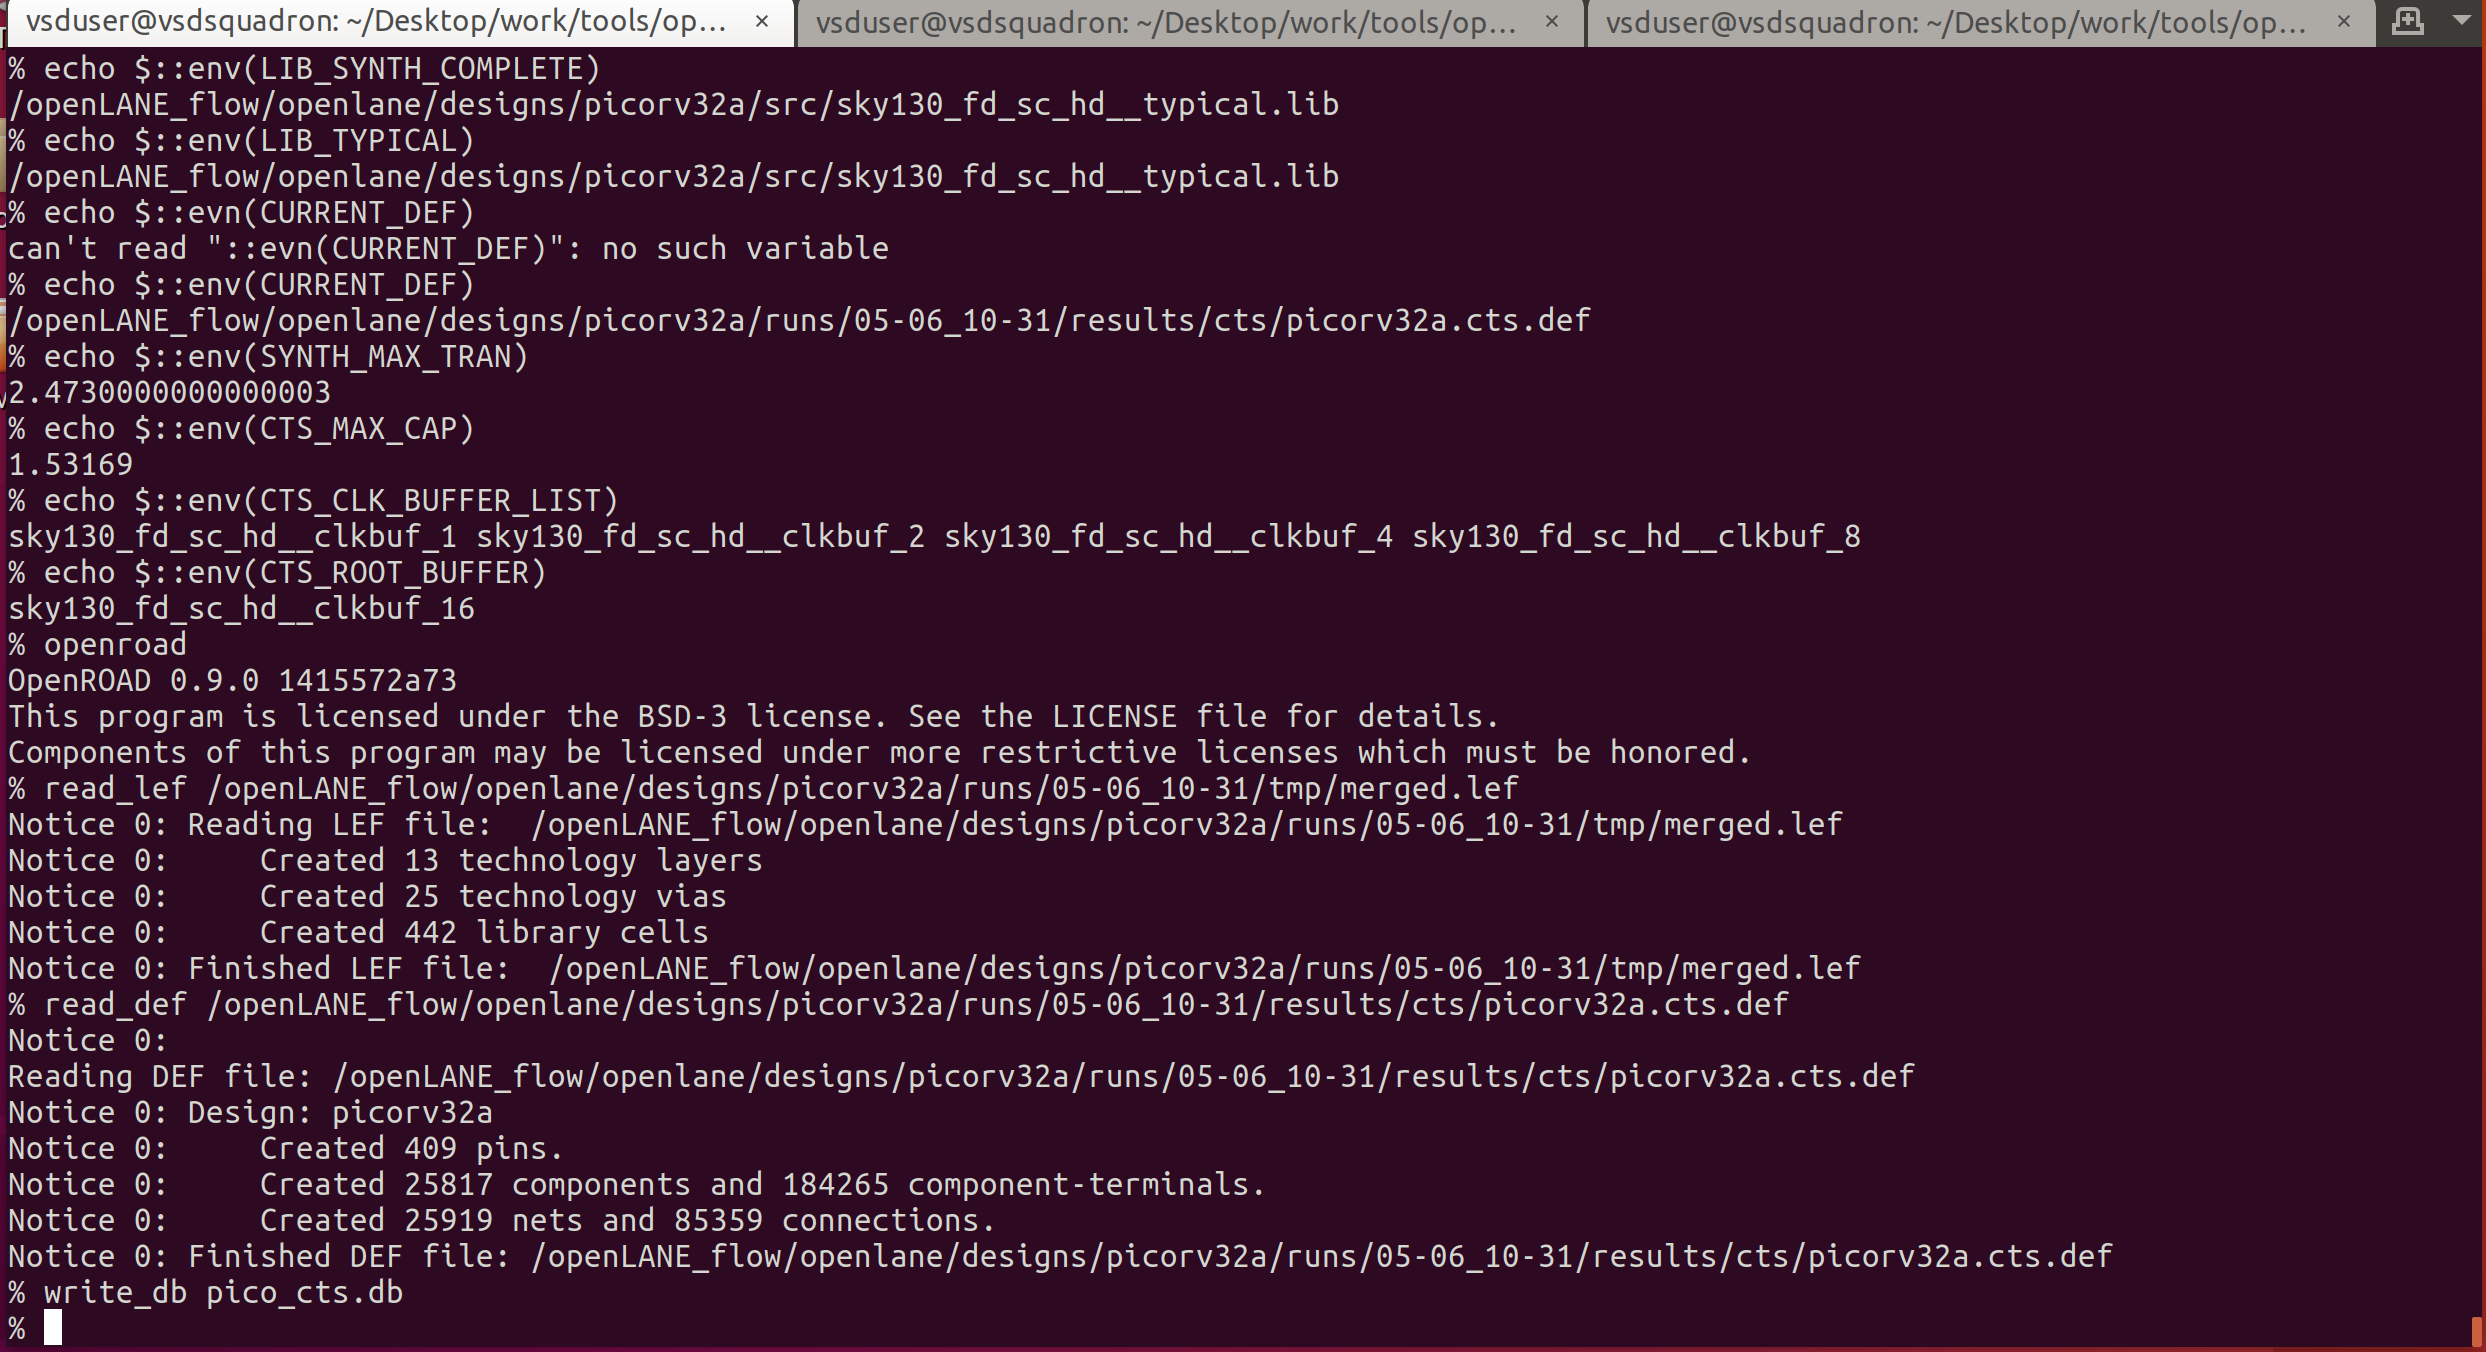 vsduser@vsdsquadron: ~/Desktop/work/tools/op... × vsduser@vsdsquadron: ~/Desktop/work/tools/op... × vsduser@vsdsquadron: ~/Desktop/work/tools/op... ×
% echo $::env(LIB_SYNTH_COMPLETE)
/openLANE_flow/openlane/designs/picorv32a/src/sky130_fd_sc_hd__typical.lib
% echo $::env(LIB_TYPICAL)
/openLANE_flow/openlane/designs/picorv32a/src/sky130_fd_sc_hd__typical.lib
% echo $::evn(CURRENT_DEF)
can't read "::evn(CURRENT_DEF)": no such variable
% echo $::env(CURRENT_DEF)
/openLANE_flow/openlane/designs/picorv32a/runs/05-06_10-31/results/cts/picorv32a.cts.def
% echo $::env(SYNTH_MAX_TRAN)
2.4730000000000003
% echo $::env(CTS_MAX_CAP)
1.53169
% echo $::env(CTS_CLK_BUFFER_LIST)
sky130_fd_sc_hd__clkbuf_1 sky130_fd_sc_hd__clkbuf_2 sky130_fd_sc_hd__clkbuf_4 sky130_fd_sc_hd__clkbuf_8
% echo $::env(CTS_ROOT_BUFFER)
sky130_fd_sc_hd__clkbuf_16
% openroad
OpenROAD 0.9.0 1415572a73
This program is licensed under the BSD-3 license. See the LICENSE file for details.
Components of this program may be licensed under more restrictive licenses which must be honored.
% read_lef /openLANE_flow/openlane/designs/picorv32a/runs/05-06_10-31/tmp/merged.lef
Notice 0: Reading LEF file:  /openLANE_flow/openlane/designs/picorv32a/runs/05-06_10-31/tmp/merged.lef
Notice 0:     Created 13 technology layers
Notice 0:     Created 25 technology vias
Notice 0:     Created 442 library cells
Notice 0: Finished LEF file:  /openLANE_flow/openlane/designs/picorv32a/runs/05-06_10-31/tmp/merged.lef
% read_def /openLANE_flow/openlane/designs/picorv32a/runs/05-06_10-31/results/cts/picorv32a.cts.def
Notice 0:
Reading DEF file: /openLANE_flow/openlane/designs/picorv32a/runs/05-06_10-31/results/cts/picorv32a.cts.def
Notice 0: Design: picorv32a
Notice 0:     Created 409 pins.
Notice 0:     Created 25817 components and 184265 component-terminals.
Notice 0:     Created 25919 nets and 85359 connections.
Notice 0: Finished DEF file: /openLANE_flow/openlane/designs/picorv32a/runs/05-06_10-31/results/cts/picorv32a.cts.def
% write_db pico_cts.db
%